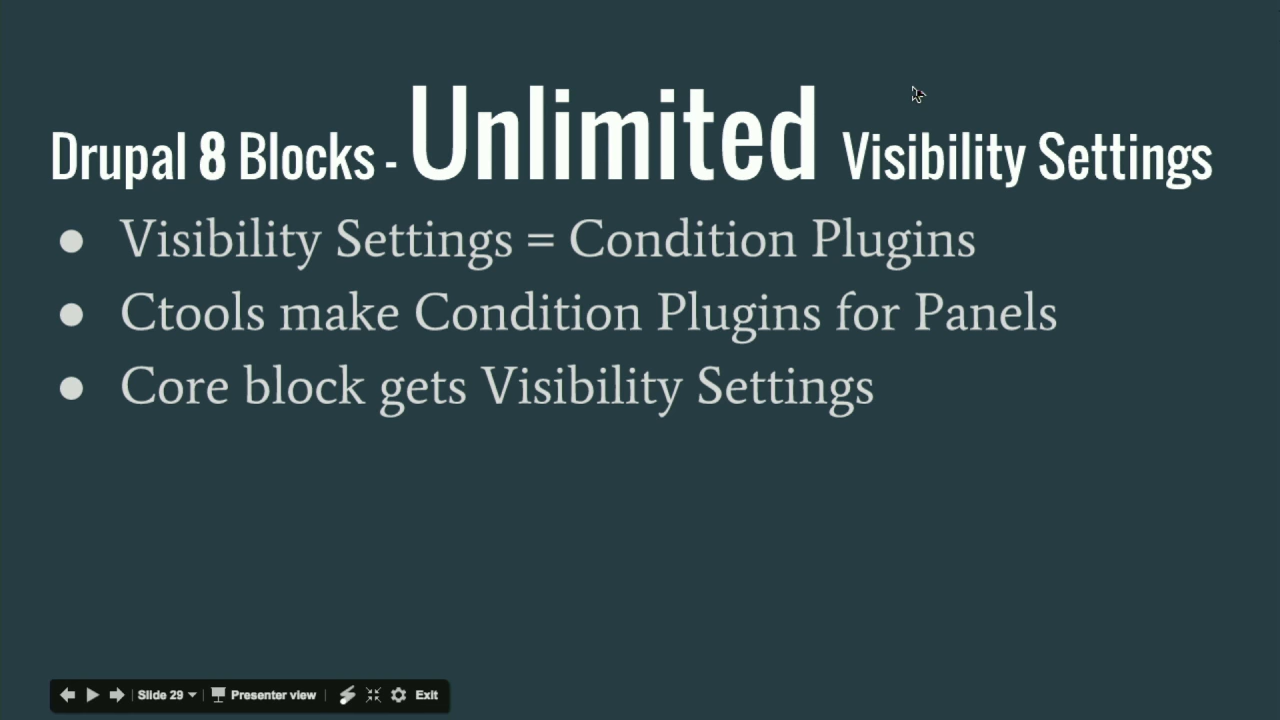 Drupal 8 Blocks - Unlimited Visibility Settings
● Visibility Settings = Condition Plugins
● Ctools make Condition Plugins for Panels
● Core block gets Visibility Settings
Slide 29 Presenter view Exit